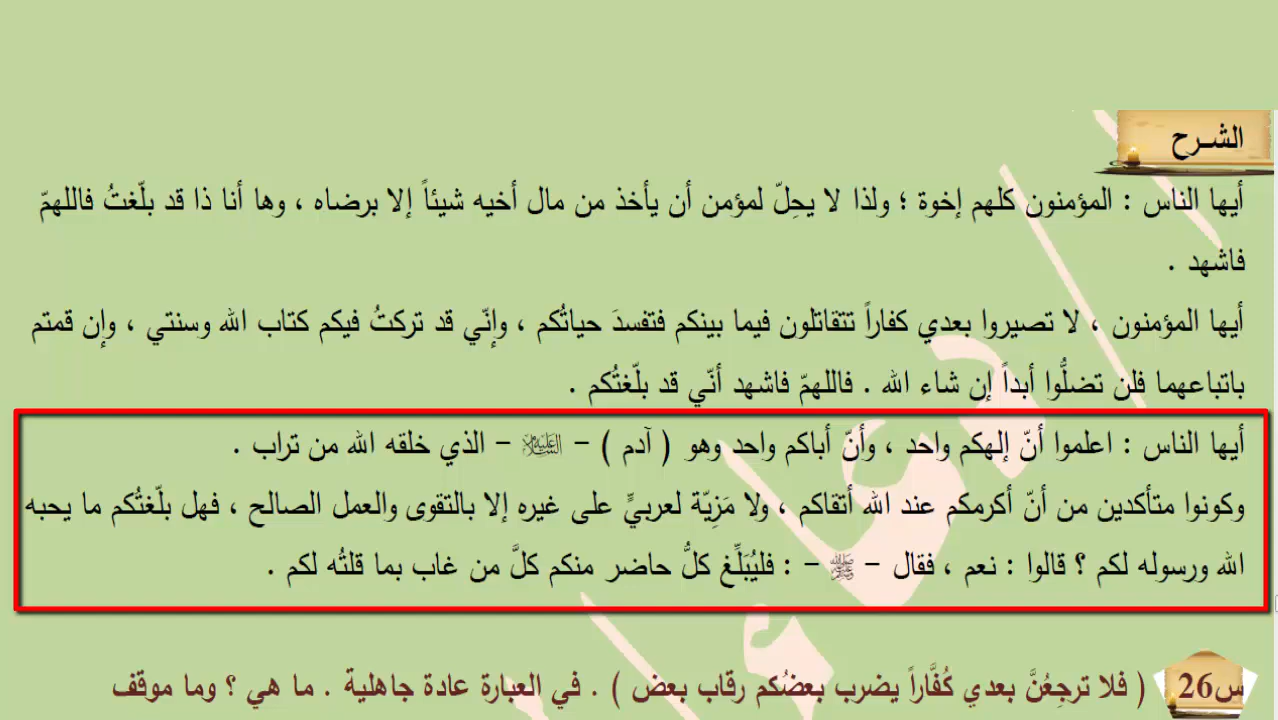 الشـرح
أيها الناس : المؤمنون كلهم إخوة ؛ ولذا لا يحِلّ لمؤمن أن يأخذ من مال أخيه شيئاً إلا برضاه ، وها أنا ذا قد بلّغتُ فاللهمّ
فاشهد .
أيها المؤمنون ، لا تصيروا بعدي كفاراً تتقاتلون فيما بينكم فتفسدَ حياتُكم ، وإنّي قد تركتُ فيكم كتاب الله وسنتي ، وإن قمتم
باتباعهما فلن تضلُّوا أبداً إن شاء الله . فاللهمّ فاشهد أنّي قد بلّغتُكم .
أيها الناس : اعلموا أنّ إلهكم واحد ، وأنّ أباكم واحد وهو ( آدم ) – عليه السلام – الذي خلقه الله من تراب .
وكونوا متأكدين من أنّ أكرمكم عند الله أتقاكم ، ولا مَزِيّة لعربيٍّ على غيره إلا بالتقوى والعمل الصالح ، فهل بلّغتُكم ما يحبه
الله ورسوله لكم ؟ قالوا : نعم ، فقال – ﷺ – : فليُبَلِّغ كلُّ حاضر منكم كلَّ من غاب بما قلتُه لكم .
س26 ( فلا ترجِعُنَّ بعدي كُفَّاراً يضرب بعضُكم رقاب بعض ) . في العبارة عادة جاهلية . ما هي ؟ وما موقف